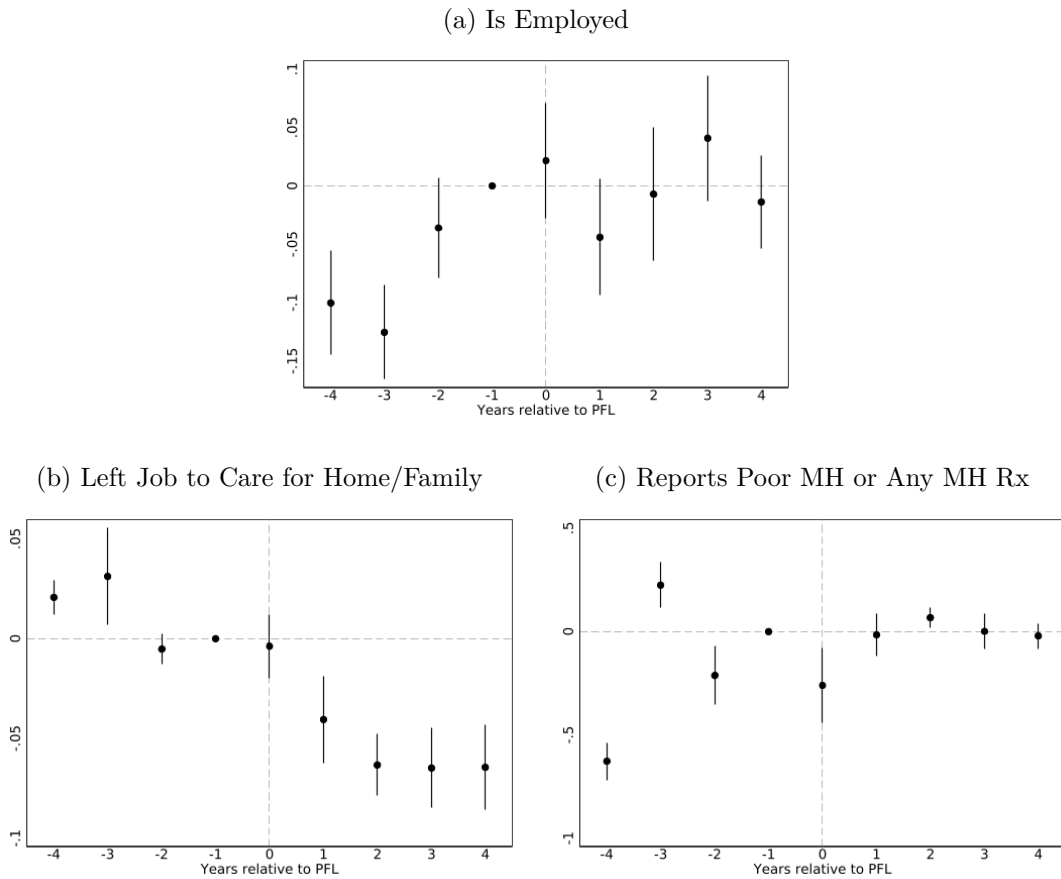 (a) Is Employed
.1
.05
0
-.05
-.1
-.15
-4 -3 -2 -1 0 1 2 3 4
Years relative to PFL
(b) Left Job to Care for Home/Family
.05
0
-.05
-.1
-4 -3 -2 -1 0 1 2 3 4
Years relative to PFL
(c) Reports Poor MH or Any MH Rx
.5
0
-.5
-1
-4 -3 -2 -1 0 1 2 3 4
Years relative to PFL